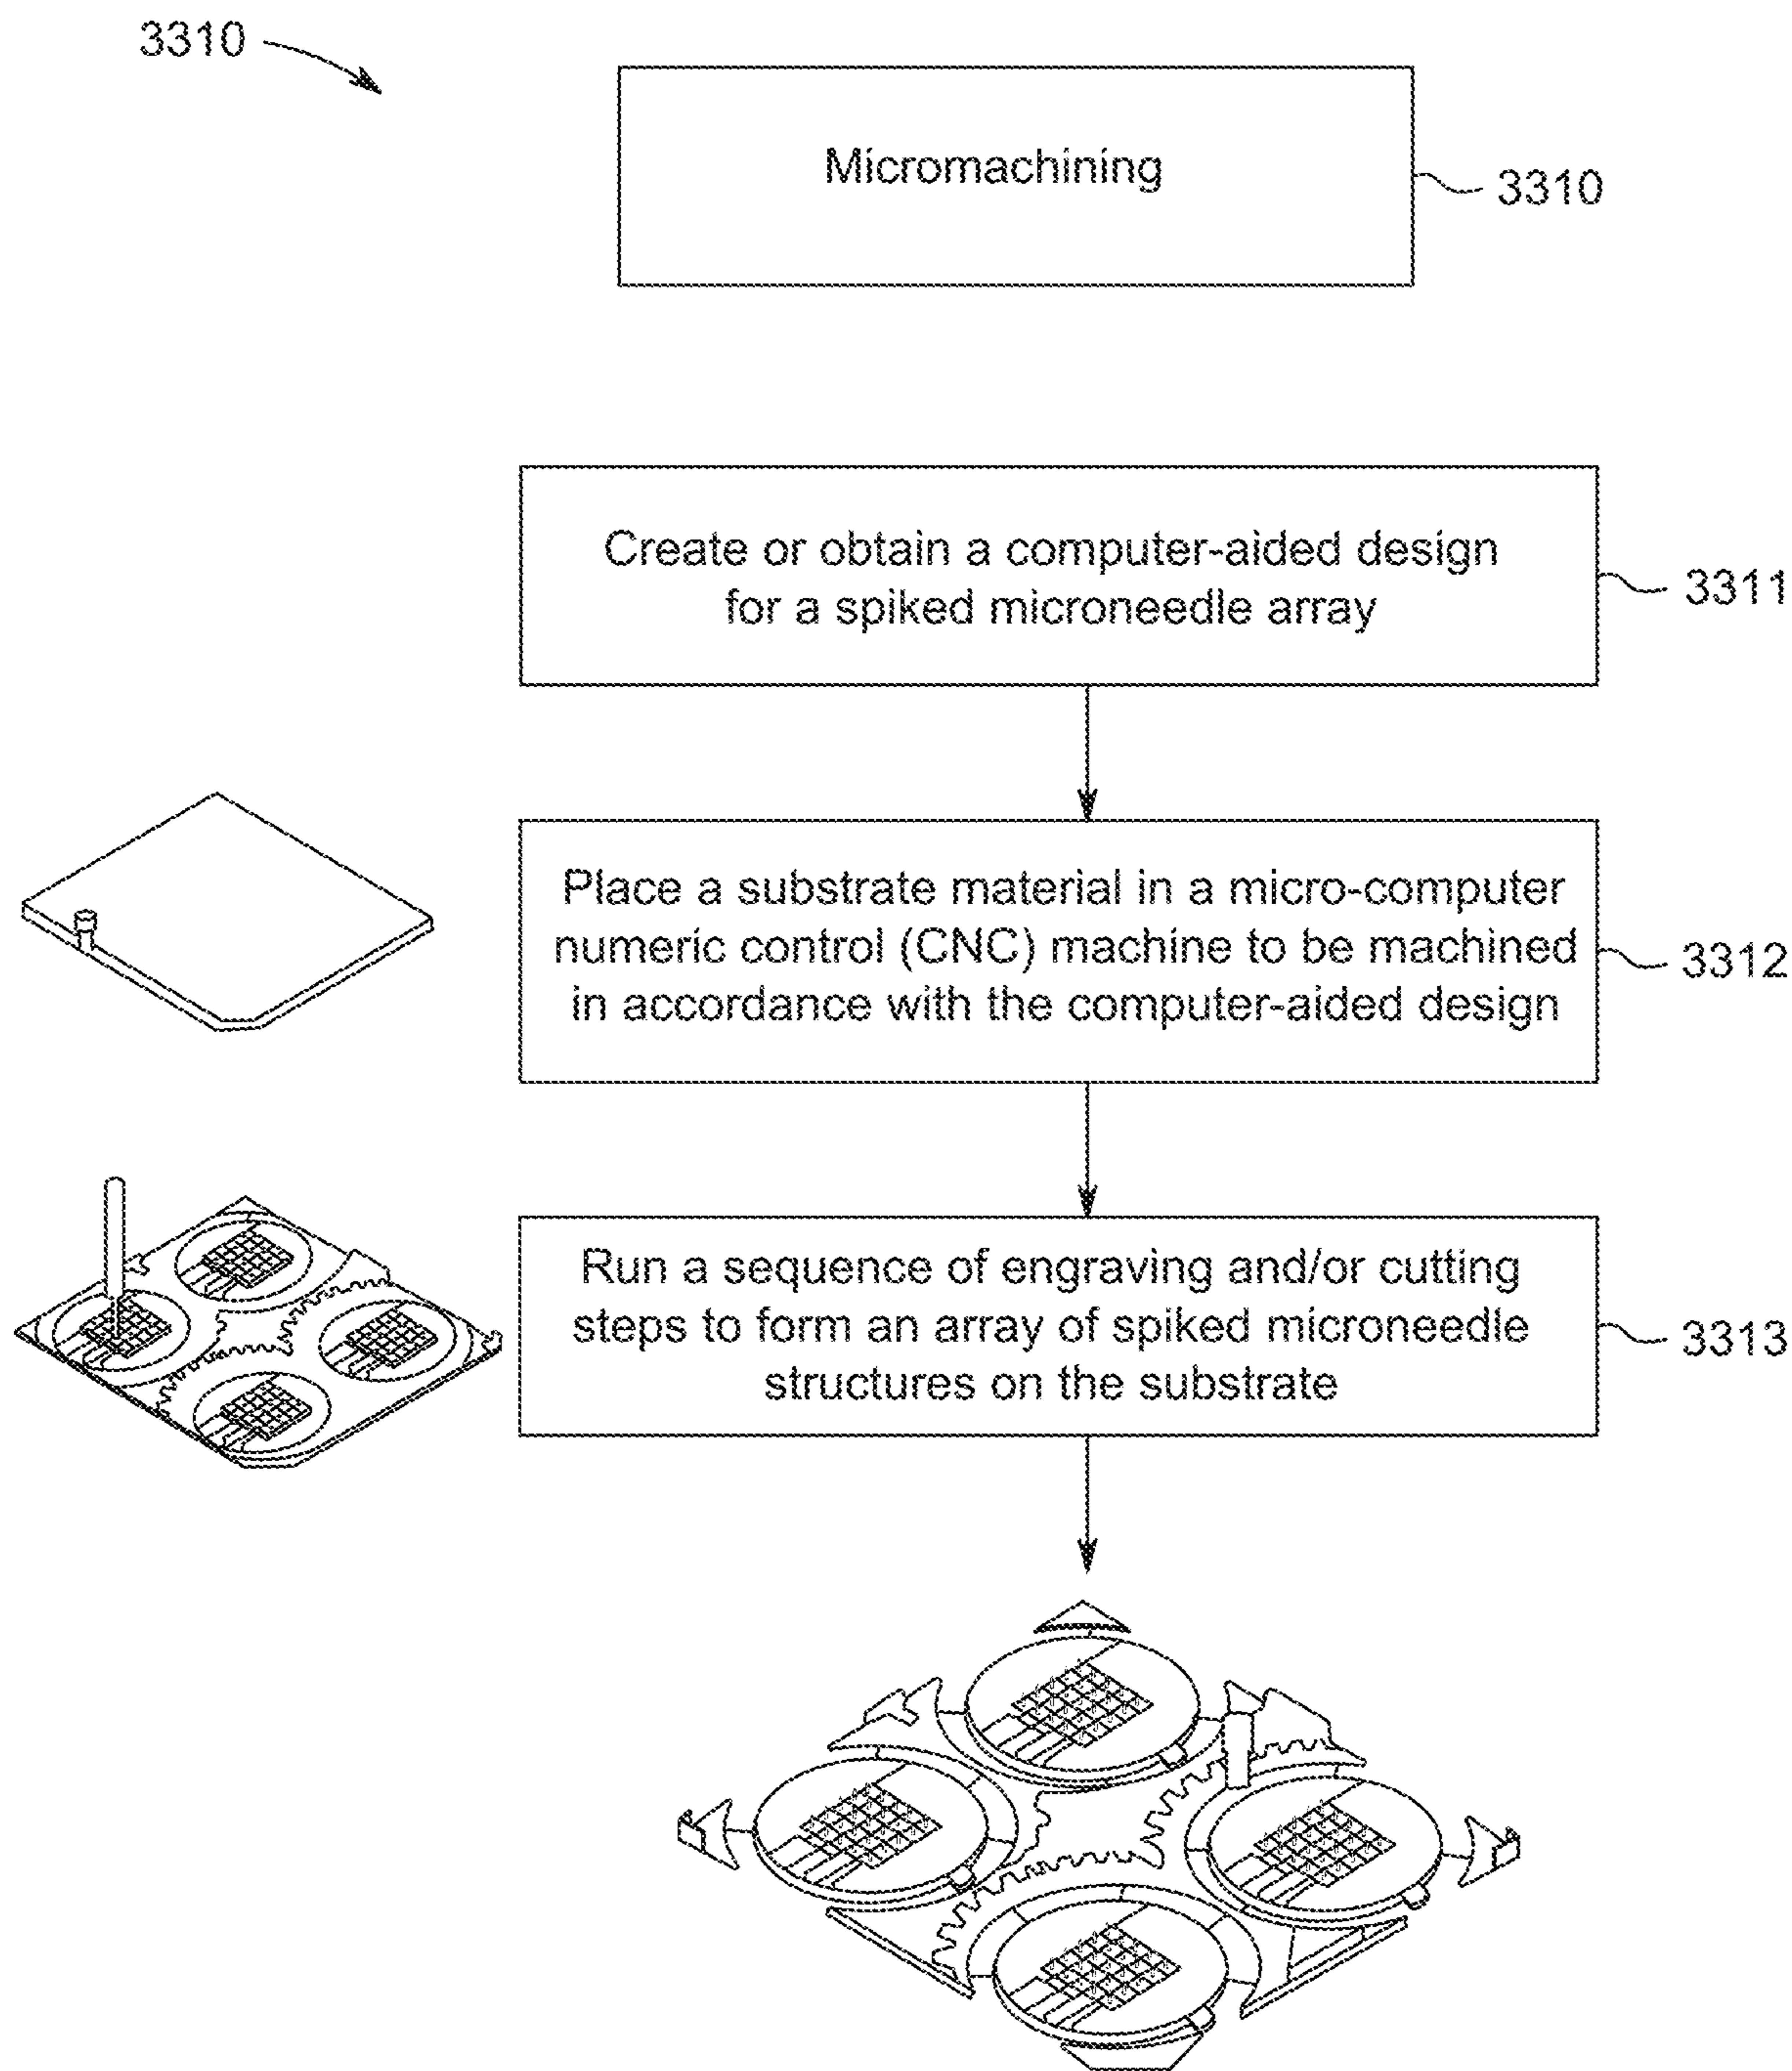 3310
Micromachining
3310
Create or obtain a computer-aided design
for a spiked microneedle array
3311
Place a substrate material in a micro-computer
numeric control (CNC) machine to be machined
in accordance with the computer-aided design
3312
Run a sequence of engraving and/or cutting
steps to form an array of spiked microneedle
structures on the substrate
3313